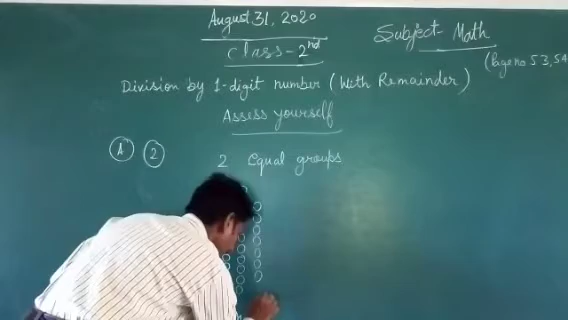 August 31, 2020
Subject- Math
Class-2nd
(Page no 53, 54
Division by 1-digit number (With Remainder)
Assess yourself
A 2 2 Equal groups